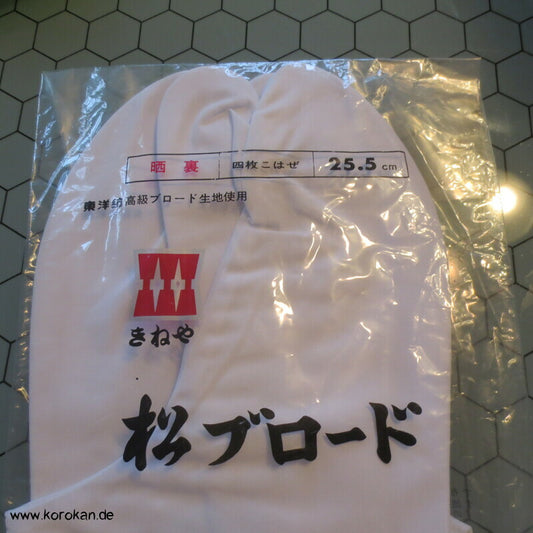 晒裏 四枚こはぜ 25.5 cm
東洋紡高級ブロード生地使用
きねや
松ブロード
www.korokan.de